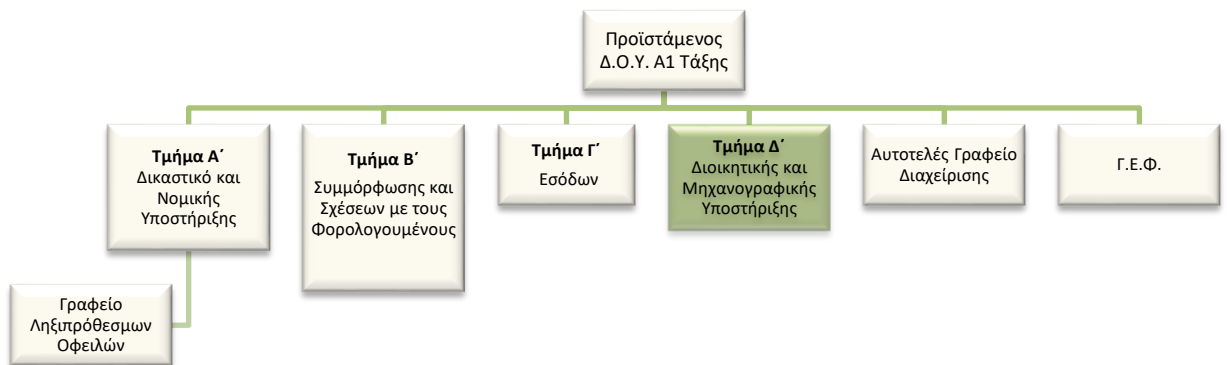 Προϊστάμενος
Δ.Ο.Υ. Α1 Τάξης
Τμήμα Α΄
Δικαστικό και
Νομικής
Υποστήριξης
Τμήμα Β΄
Συμμόρφωσης και
Σχέσεων με τους
Φορολογουμένους
Τμήμα Γ΄
Εσόδων
Τμήμα Δ΄
Διοικητικής και
Μηχανογραφικής
Υποστήριξης
Αυτοτελές Γραφείο
Διαχείρισης
Γ.Ε.Φ.
Γραφείο
Ληξιπρόθεσμων
Οφειλών